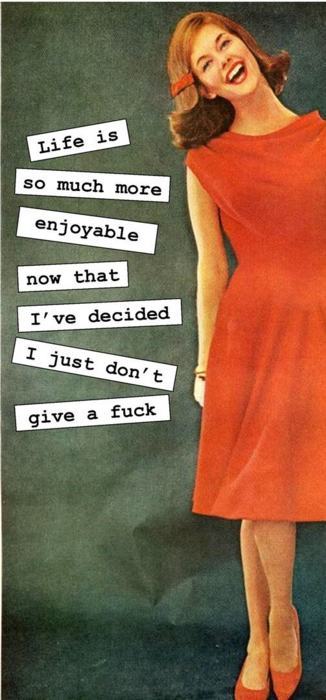 Life is
so much more
enjoyable
now that
I've decided
I just don't
give a fuck